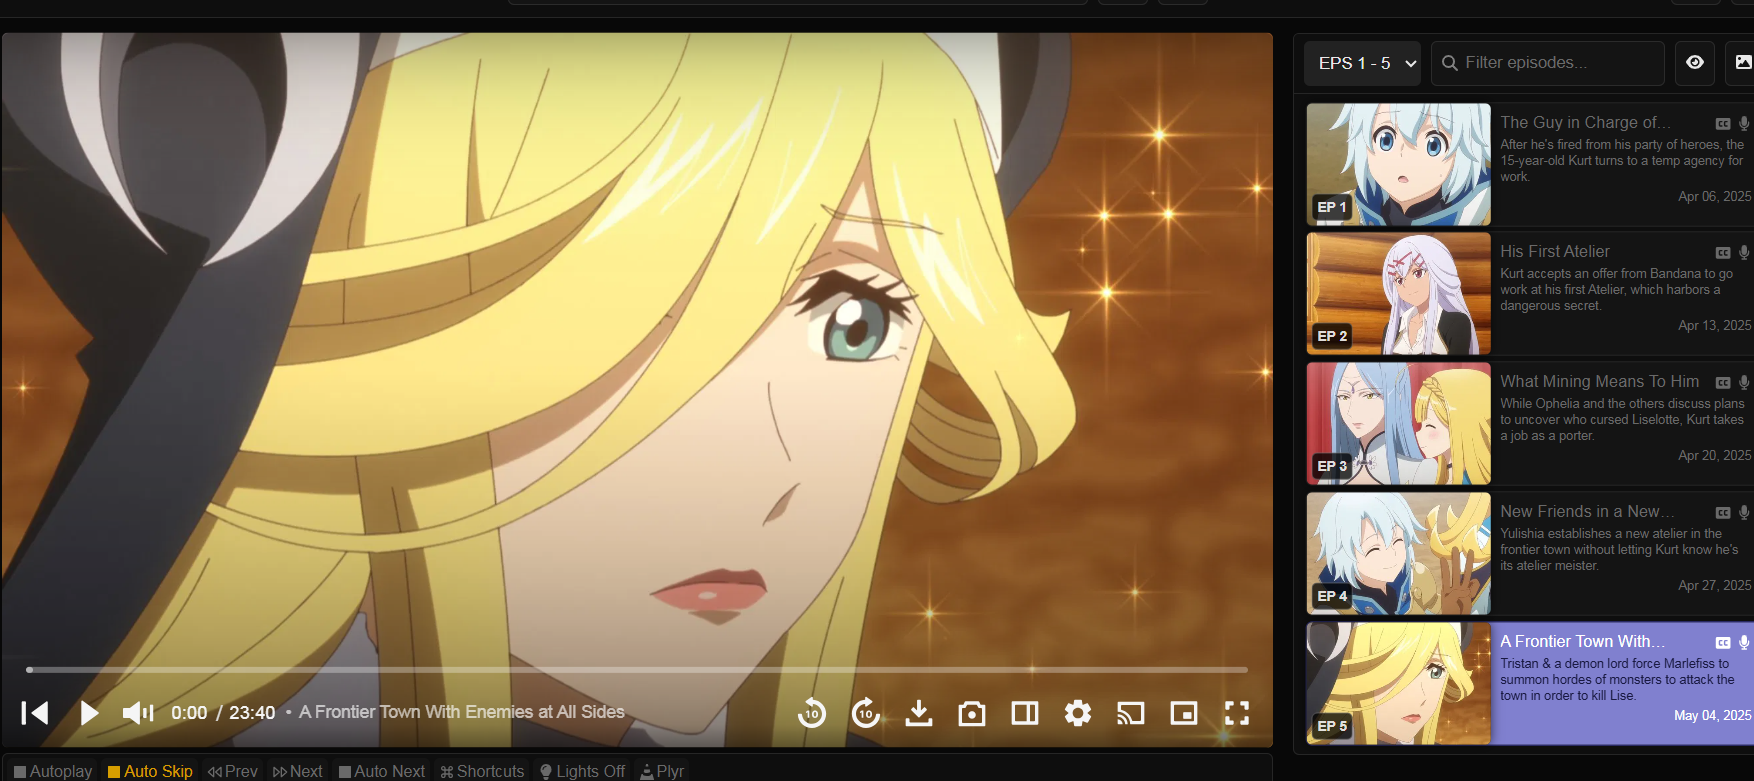 EPS 1 - 5
Filter episodes...
The Guy in Charge of...
After he's fired from his party of heroes, the
15-year-old Kurt turns to a temp agency for
work.
Apr 06, 2025
EP 1
His First Atelier
Kurt accepts an offer from Bandana to go
work at his first Atelier, which harbors a
dangerous secret.
Apr 13, 2025
EP 2
What Mining Means To Him
While Ophelia and the others discuss plans
to uncover who cursed Liselotte, Kurt takes
a job as a porter.
Apr 20, 2025
EP 3
New Friends in a New...
Yulishia establishes a new atelier in the
frontier town without letting Kurt know he's
its atelier meister.
Apr 27, 2025
EP 4
A Frontier Town With...
Tristan & a demon lord force Marlefiss to
summon hordes of monsters to attack the
town in order to kill Lise.
May 04, 2025
EP 5
0:00 / 23:40 • A Frontier Town With Enemies at All Sides
10 10
Autoplay Auto Skip Prev Next Auto Next Shortcuts Lights Off Plyr